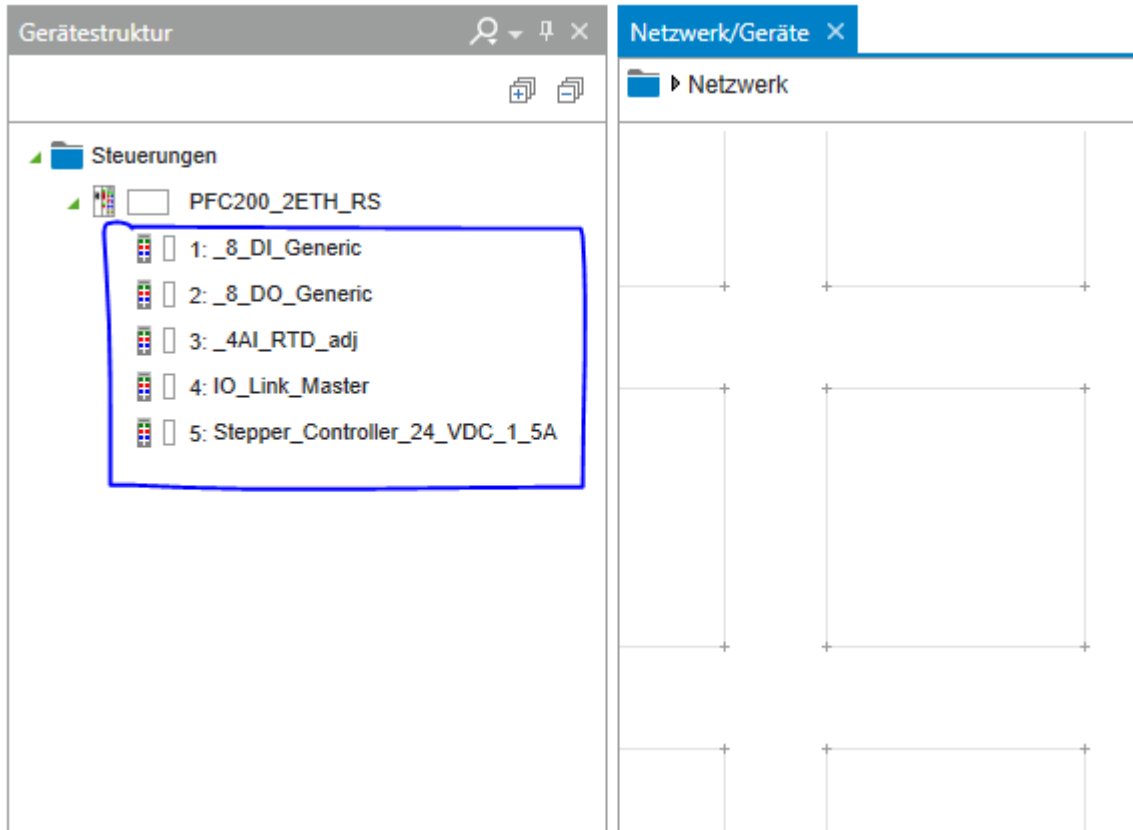 Gerätestruktur
Netzwerk/Geräte
Netzwerk
Steuerungen
PFC200_2ETH_RS
1: _8_DI_Generic
2: _8_DO_Generic
3: _4AI_RTD_adj
4: IO_Link_Master
5: Stepper_Controller_24_VDC_1_5A